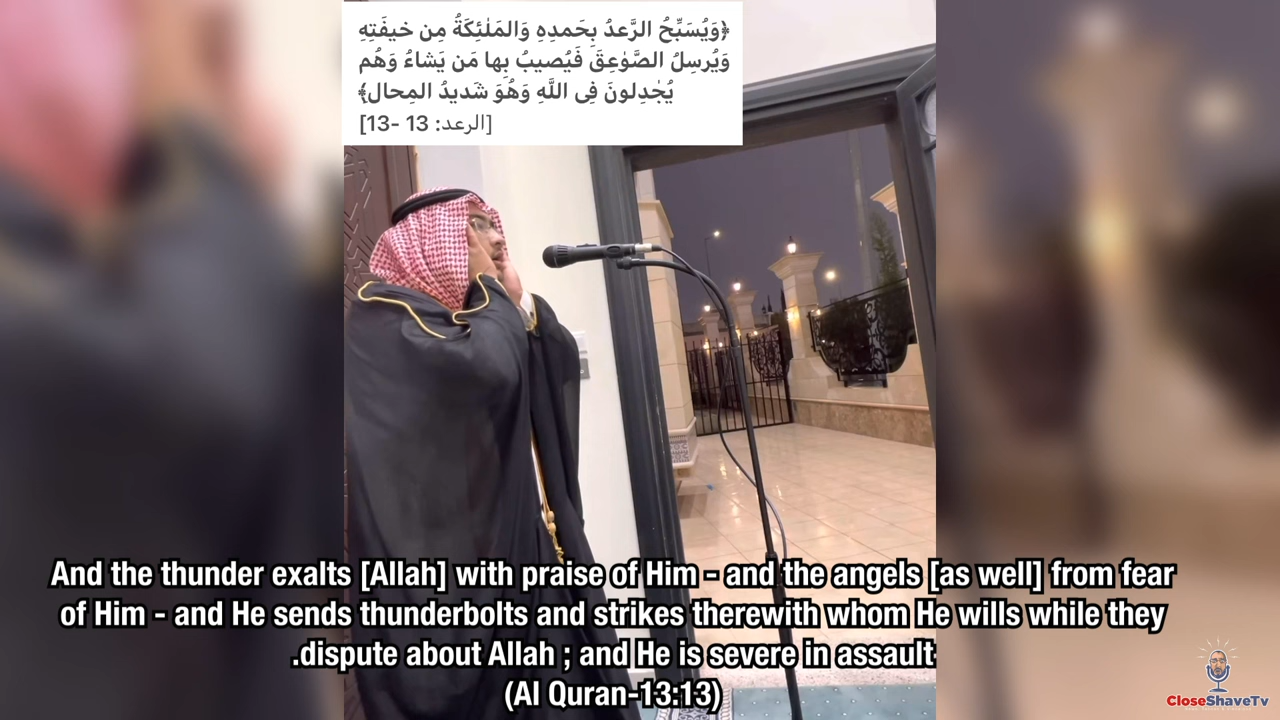 ﴿وَيُسَبِّحُ الرَّعدُ بِحَمدِهِ وَالمَلٰئِكَةُ مِن خيفَتِهِ
وَيُرسِلُ الصَّوٰعِقَ فَيُصيبُ بِها مَن يَشاءُ وَهُم
يُجٰدِلونَ فِى اللَّهِ وَهُوَ شَديدُ المِحال﴾
[الرعد: 13 -13]
And the thunder exalts [Allah] with praise of Him - and the angels [as well] from fear
of Him - and He sends thunderbolts and strikes therewith whom He wills while they
.dispute about Allah ; and He is severe in assault
(Al Quran-13:13)
CloseShaveTv